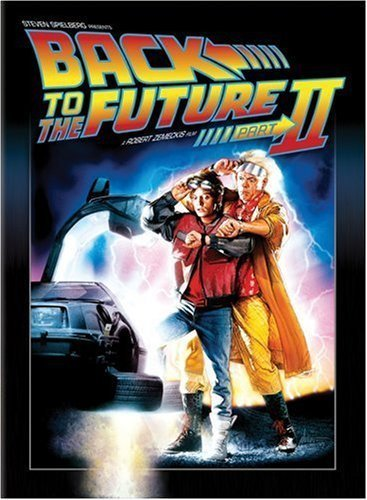 STEVEN SPIELBERG PRESENTS
BACK
TO THE FUTURE
PART II
A ROBERT ZEMECKIS FILM